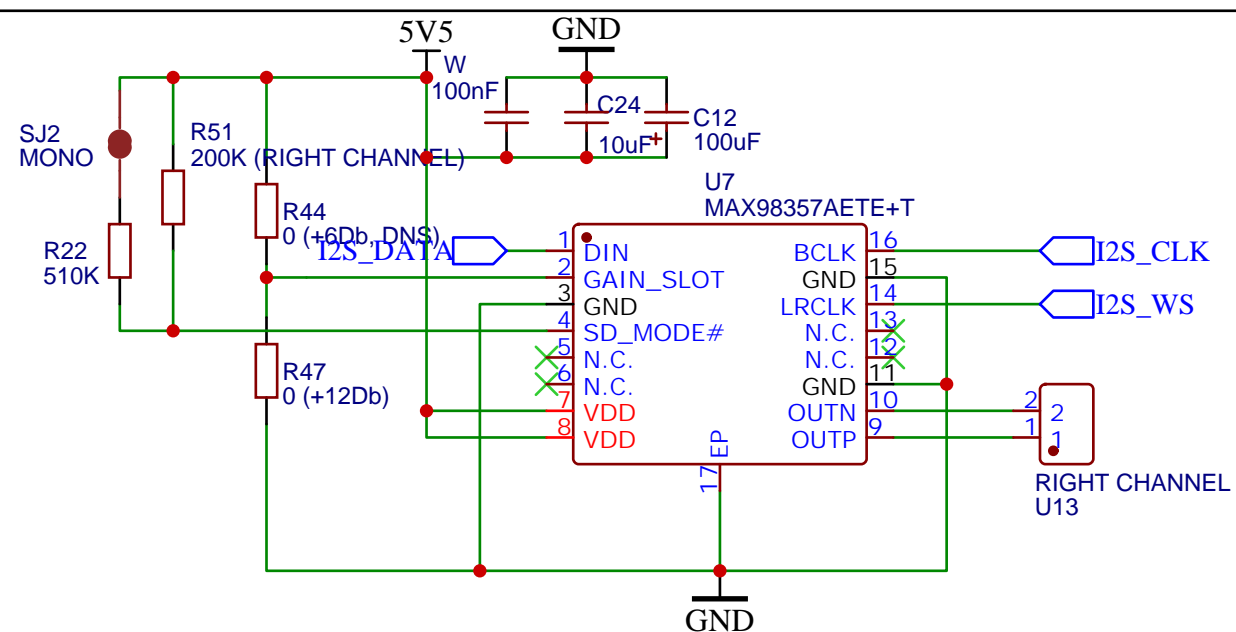 5V5
GND
W
100nF
C24
10uF
+
C12
100uF
SJ2
MONO
R51
200K (RIGHT CHANNEL)
R44
0 (+6Db, DNS)
R22
510K
R47
0 (+12Db)
I2S_DATA
U7
MAX98357AETE+T
1 DIN
2 GAIN_SLOT
3 GND
4 SD_MODE#
5 N.C.
6 N.C.
7 VDD
8 VDD
BCLK 16
GND 15
LRCLK 14
N.C. 13
N.C. 12
GND 11
OUTN 10
OUTP 9
EP 17
I2S_CLK
I2S_WS
2 2
1 1
RIGHT CHANNEL
U13
GND